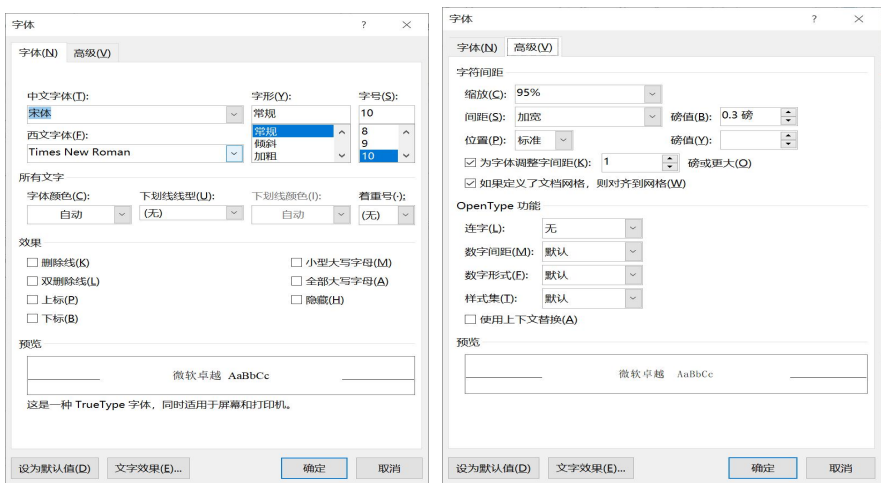 字体 ? ×
字体(N) 高级(V)
中文字体(T): 字形(Y): 字号(S):
宋体 常规 10
西文字体(F): 常规 8
Times New Roman 倾斜 9
加粗 10
所有文字
字体颜色(C): 下划线线型(U): 下划线颜色(I): 着重号(·):
自动 (无) 自动 (无)
效果
删除线(K) 小型大写字母(M)
双删除线(L) 全部大写字母(A)
上标(P) 隐藏(H)
下标(B)
预览
微软卓越 AaBbCc
这是一种 TrueType 字体，同时适用于屏幕和打印机。
设为默认值(D) 文字效果(E)... 确定 取消
字体 ? ×
字体(N) 高级(V)
字符间距
缩放(C): 95%
间距(S): 加宽 磅值(B): 0.3 磅
位置(P): 标准 磅值(Y):
为字体调整字间距(K): 1 磅或更大(O)
如果定义了文档网格，则对齐到网格(W)
OpenType 功能
连字(L): 无
数字间距(M): 默认
数字形式(F): 默认
样式集(T): 默认
使用上下文替换(A)
预览
微软卓越 AaBbCc
设为默认值(D) 文字效果(E)... 确定 取消